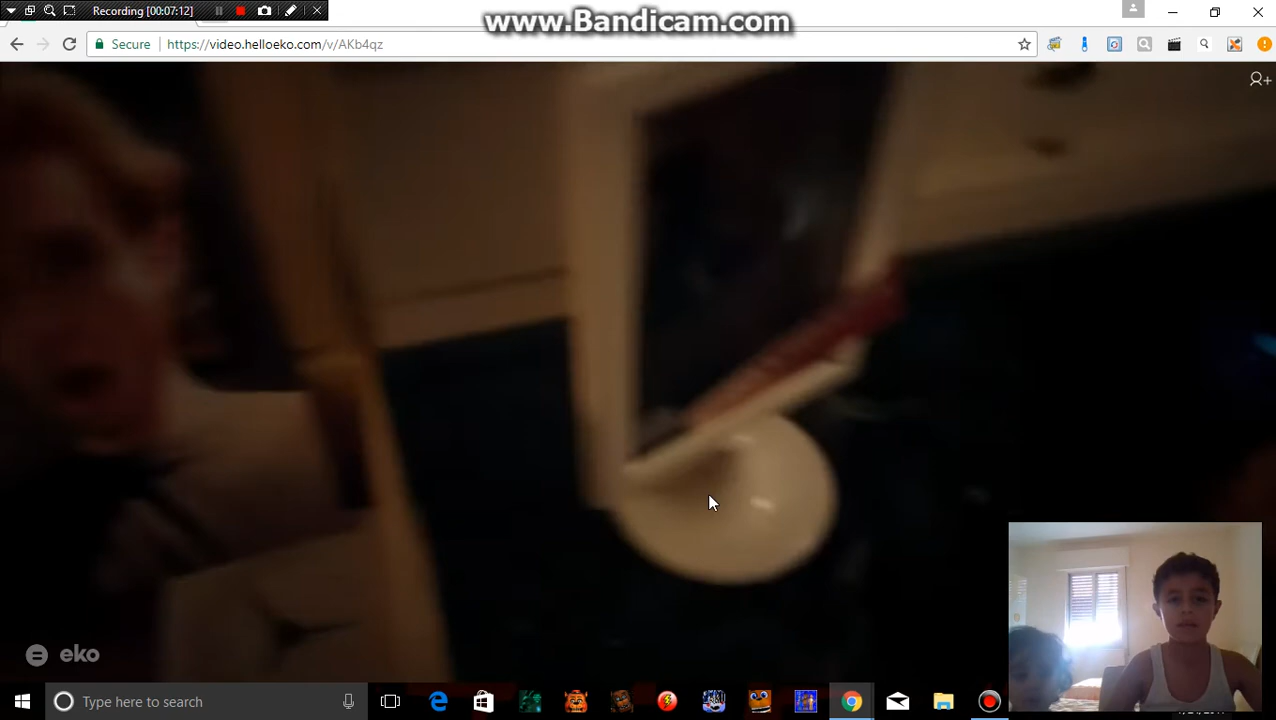 Recording [00:07:12]
www.Bandicam.com
Secure
https://video.helloeko.com/v/AKb4qz
eko
Type here to search